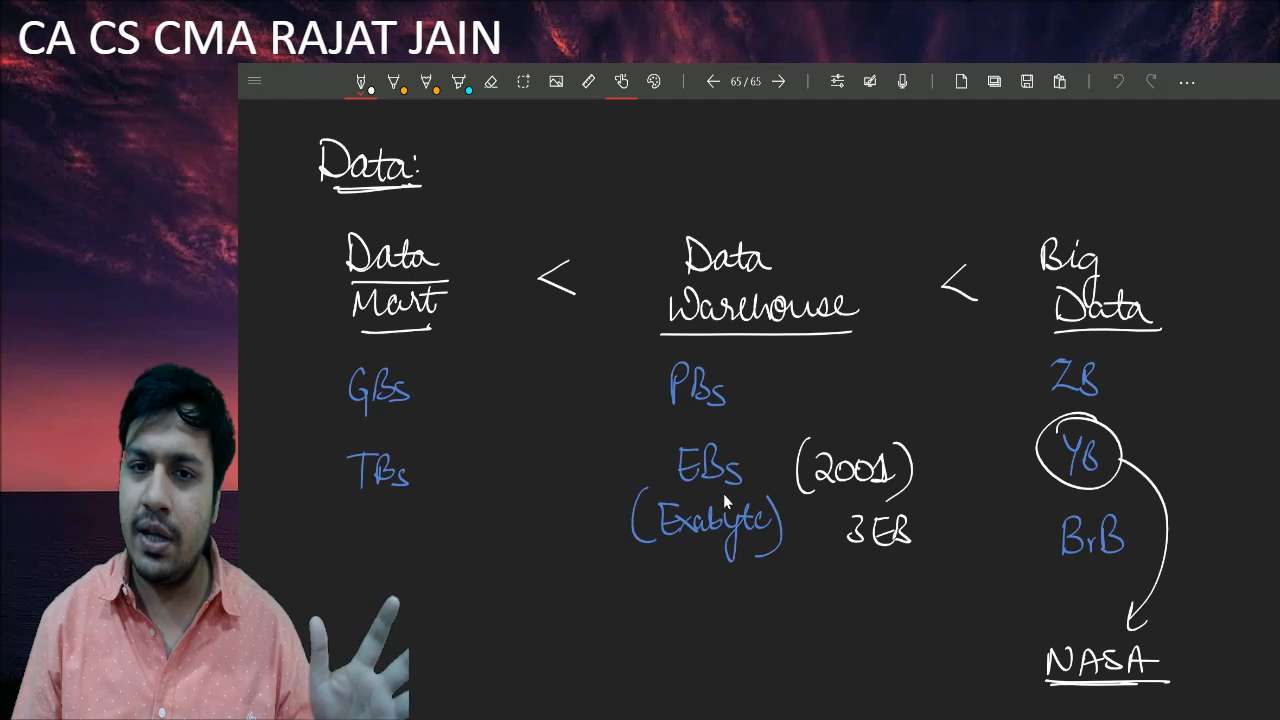 CA CS CMA RAJAT JAIN
65/65
Data:
Data Mart < Data Warehouse < Big Data
GBs PBs ZB
TBs EBs (2001) YB
(Exabyte) 3 EB BrB
NASA